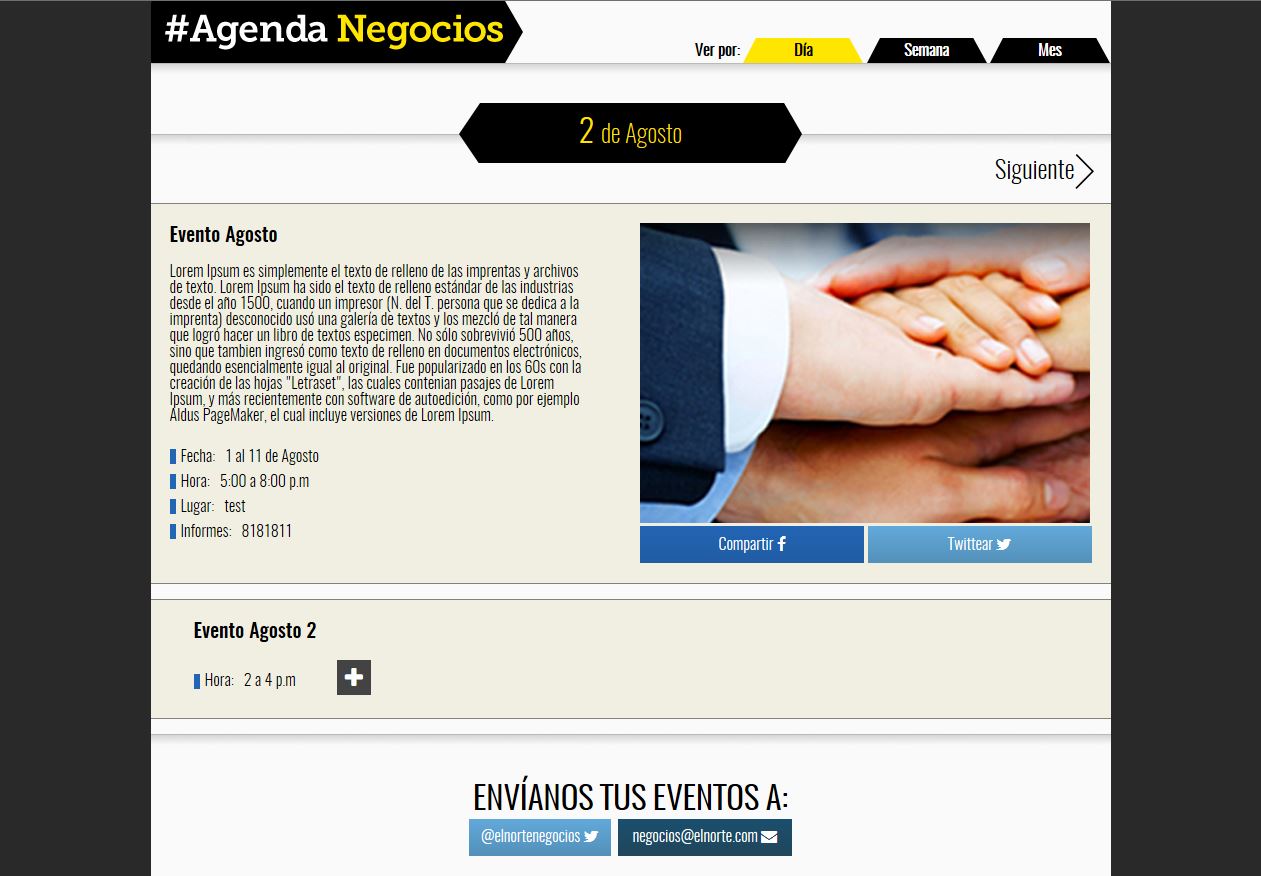 #Agenda Negocios
Ver por: Día Semana Mes
2 de Agosto
Siguiente
Evento Agosto
Lorem Ipsum es simplemente el texto de relleno de las imprentas y archivos
de texto. Lorem Ipsum ha sido el texto de relleno estándar de las industrias
desde el año 1500, cuando un impresor (N. del T. persona que se dedica a la
imprenta) desconocido usó una galería de textos y los mezcló de tal manera
que logró hacer un libro de textos especimen. No sólo sobrevivió 500 años,
sino que tambien ingresó como texto de relleno en documentos electrónicos,
quedando esencialmente igual al original. Fue popularizado en los 60s con la
creación de las hojas "Letraset", las cuales contenian pasajes de Lorem
Ipsum, y más recientemente con software de autoedición, como por ejemplo
Aldus PageMaker, el cual incluye versiones de Lorem Ipsum.
Fecha: 1 al 11 de Agosto
Hora: 5:00 a 8:00 p.m
Lugar: test
Informes: 8181811
Compartir
Twittear
Evento Agosto 2
Hora: 2 a 4 p.m
ENVÍANOS TUS EVENTOS A:
@elnortenegocios
negocios@elnorte.com